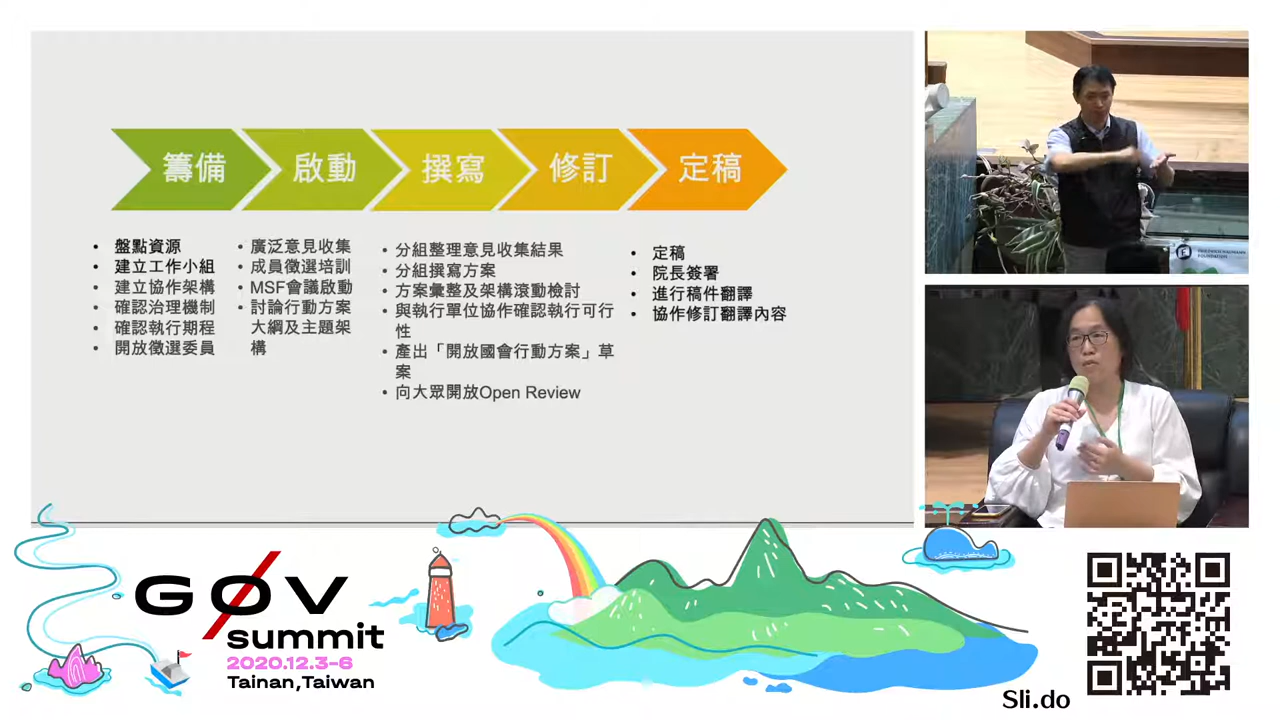 籌備
啟動
撰寫
修訂
定稿
• 盤點資源
• 建立工作小組
• 建立協作架構
• 確認治理機制
• 確認執行期程
• 開放徵選委員
• 廣泛意見收集
• 成員徵選培訓
• MSF會議啟動
• 討論行動方案
大綱及主題架
構
• 分組整理意見收集結果
• 分組撰寫方案
• 方案彙整及架構滾動檢討
• 與執行單位協作確認執行可行
性
• 產出「開放國會行動方案」草
案
• 向大眾開放Open Review
• 定稿
• 院長簽署
• 進行稿件翻譯
• 協作修訂翻譯內容
GØV
summit
2020.12.3-6
Tainan,Taiwan
Sli.do